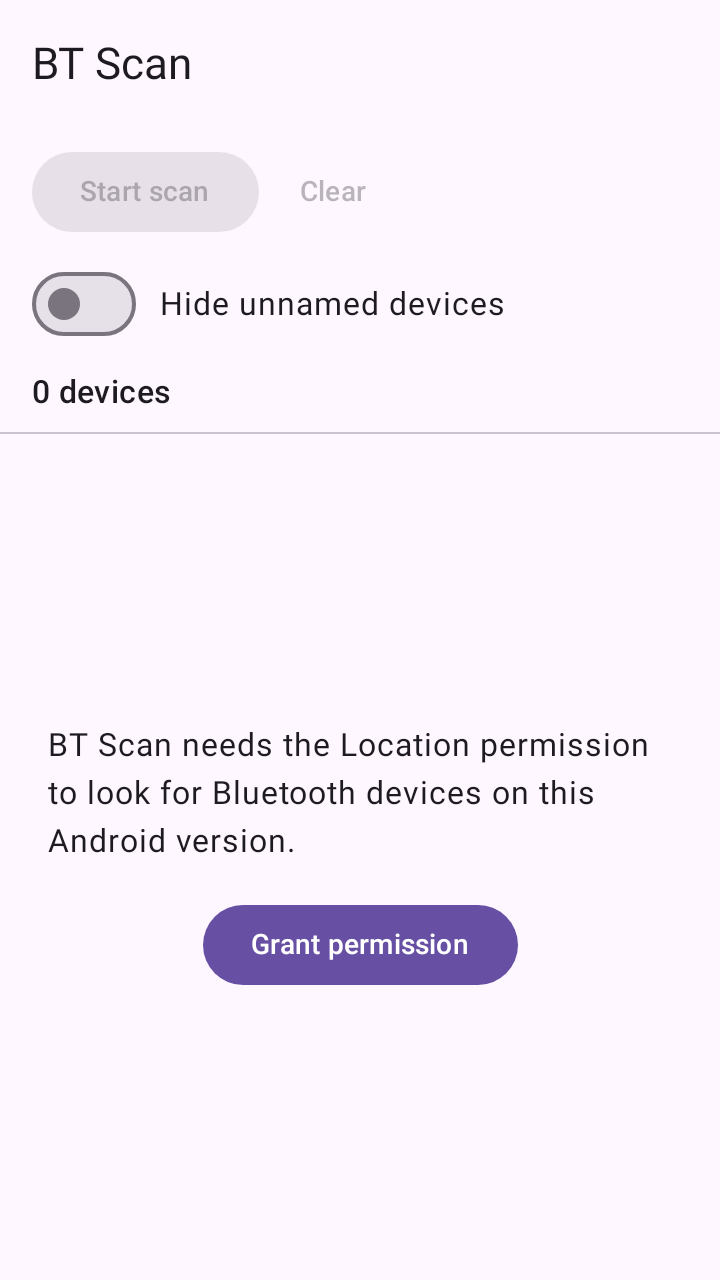 BT Scan
Start scan
Clear
Hide unnamed devices
0 devices
BT Scan needs the Location permission
to look for Bluetooth devices on this
Android version.
Grant permission